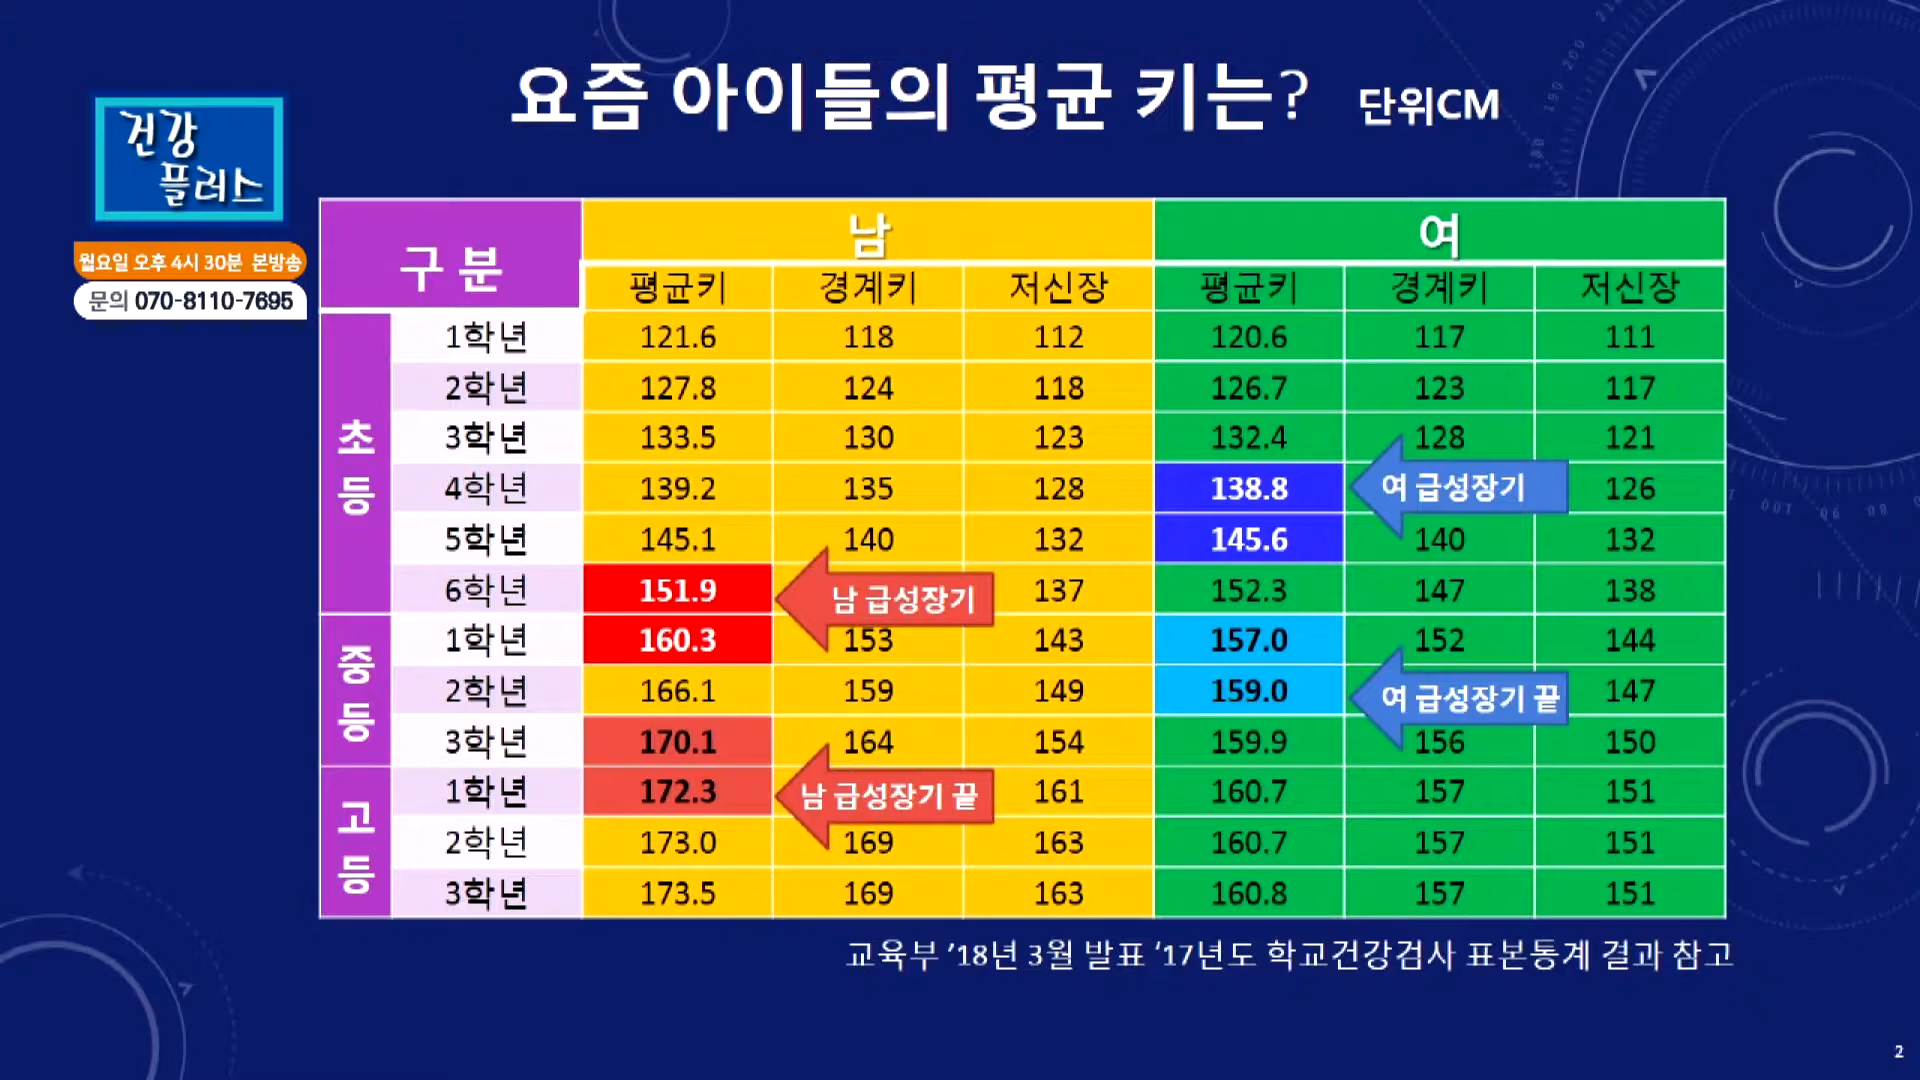 요즘 아이들의 평균 키는? 단위CM
건강
플러스
월요일 오후 4시 30분 본방송
문의 070-8110-7695
구 분 남 여
평균키 경계키 저신장 평균키 경계키 저신장
초등
1학년 121.6 118 112 120.6 117 111
2학년 127.8 124 118 126.7 123 117
3학년 133.5 130 123 132.4 128 121
4학년 139.2 135 128 138.8 여 급성장기 126
5학년 145.1 140 132 145.6 140 132
6학년 151.9 남 급성장기 137 152.3 147 138
중등
1학년 160.3 153 143 157.0 152 144
2학년 166.1 159 149 159.0 여 급성장기 끝 147
3학년 170.1 164 154 159.9 156 150
고등
1학년 172.3 남 급성장기 끝 161 160.7 157 151
2학년 173.0 169 163 160.7 157 151
3학년 173.5 169 163 160.8 157 151
교육부 ’18년 3월 발표 ‘17년도 학교건강검사 표본통계 결과 참고
2